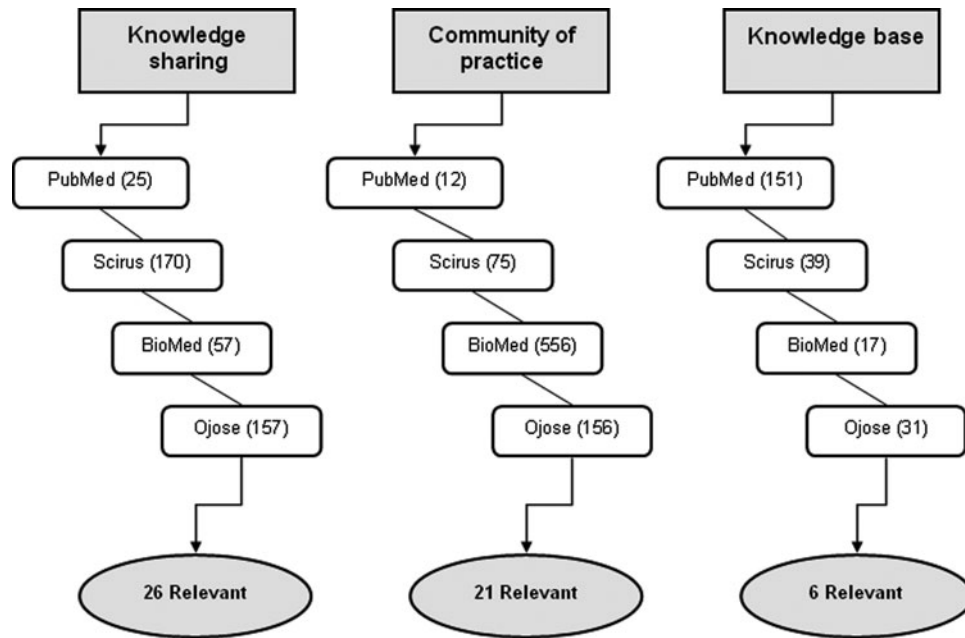 Knowledge
sharing
PubMed (25)
Scirus (170)
BioMed (57)
Ojose (157)
26 Relevant
Community of
practice
PubMed (12)
Scirus (75)
BioMed (556)
Ojose (156)
21 Relevant
Knowledge base
PubMed (151)
Scirus (39)
BioMed (17)
Ojose (31)
6 Relevant